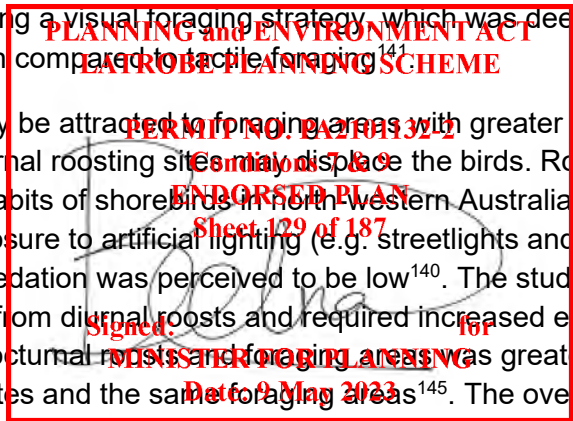 ng a visual foraging strategy, which was dee
PLANNING and ENVIRONMENT ACT
n compared to tactile foraging141.
LATROBE PLANNING SCHEME
y be attracted to foraging areas with greater
PERMIT NO. PA2101132-2
nal roosting sites may displace the birds. Ro
Conditions 7 & 9
abits of shorebirds in north-western Australia
ENDORSED PLAN
sure to artificial lighting (e.g. streetlights and
Sheet 129 of 187
edation was perceived to be low140. The stud
rom diurnal roosts and required increased e
Signed: for
octurnal roosts and foraging areas was great
MINISTER FOR PLANNING
tes and the same foraging areas145. The ove
Date: 9 May 2023